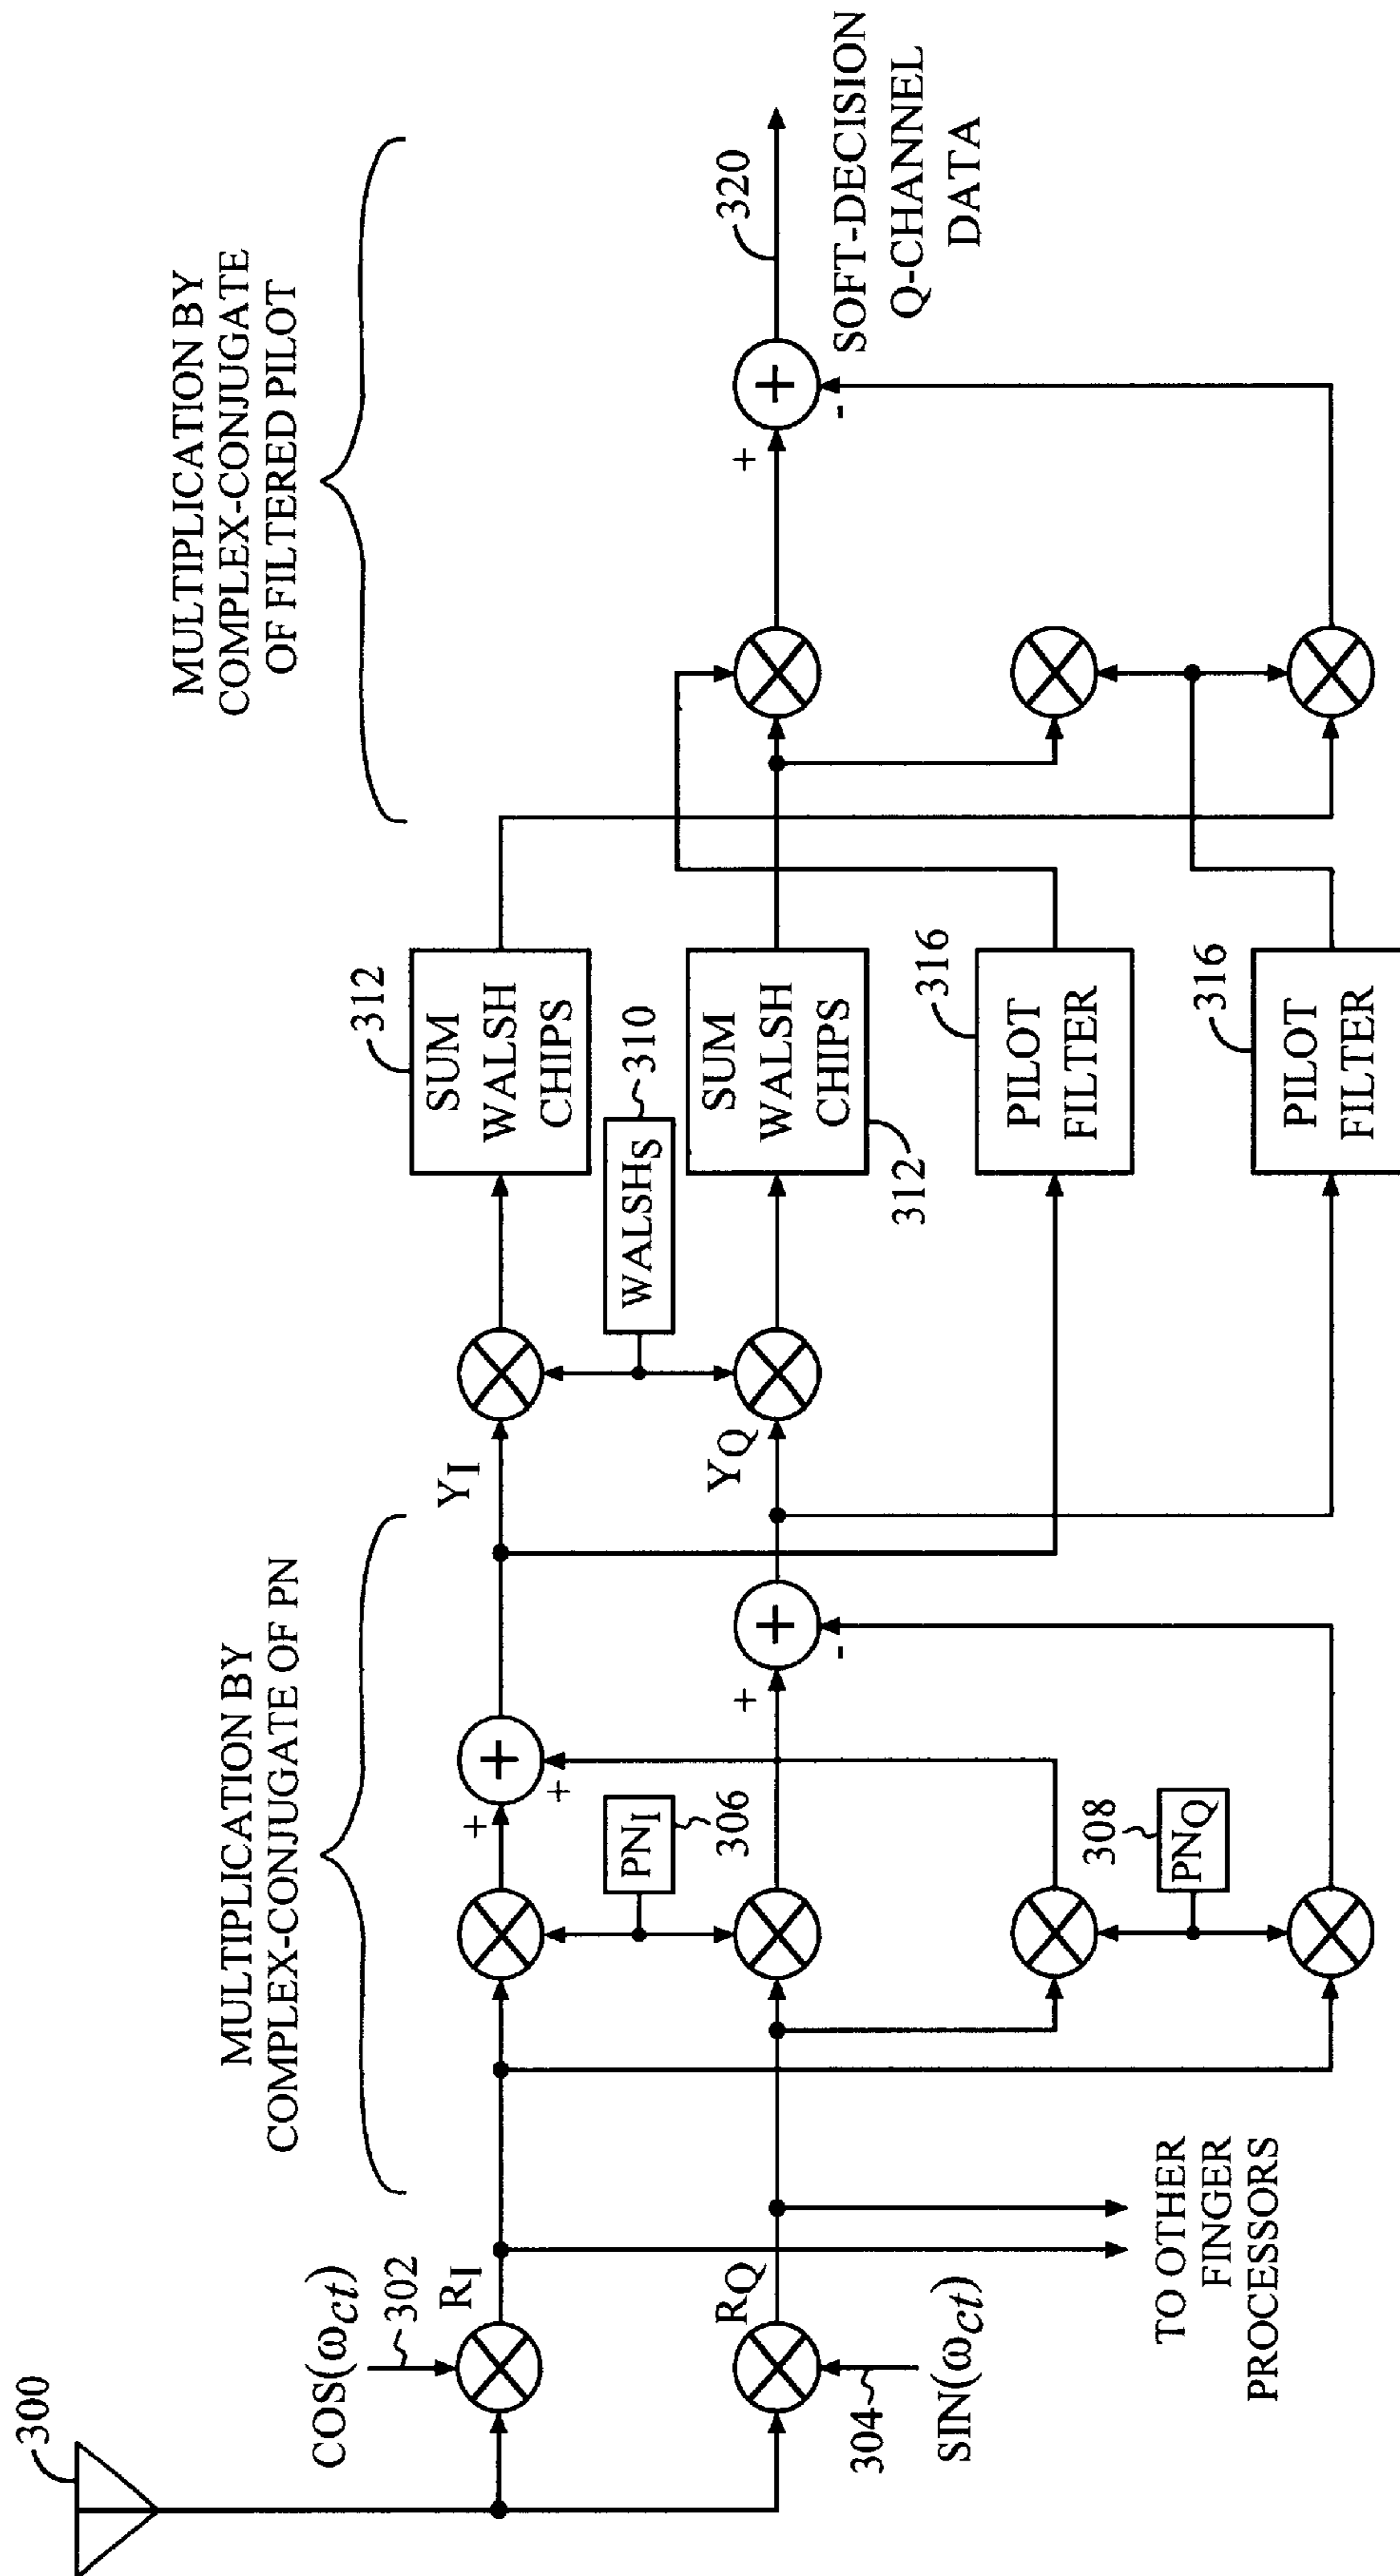 300
COS(ωct)
302
RI
RQ
304
SIN(ωct)
TO OTHER
FINGER
PROCESSORS
MULTIPLICATION BY
COMPLEX-CONJUGATE OF PN
+
+
+
PNI
306
308
PNQ
+
+
-
YI
YQ
WALSHS
310
312
SUM
WALSH
CHIPS
SUM
WALSH
CHIPS
312
316
PILOT
FILTER
316
PILOT
FILTER
MULTIPLICATION BY
COMPLEX-CONJUGATE
OF FILTERED PILOT
+
+
-
320
SOFT-DECISION
Q-CHANNEL
DATA